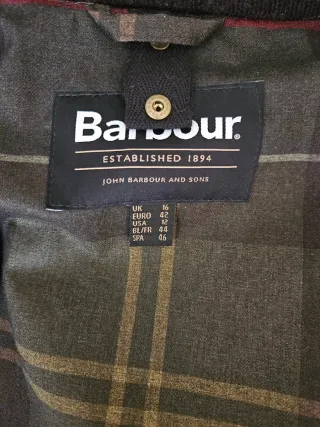 Barbour®
ESTABLISHED 1894
JOHN BARBOUR AND SONS
UK 16
EURO 42
USA 12
BL/FR 44
SPA 46